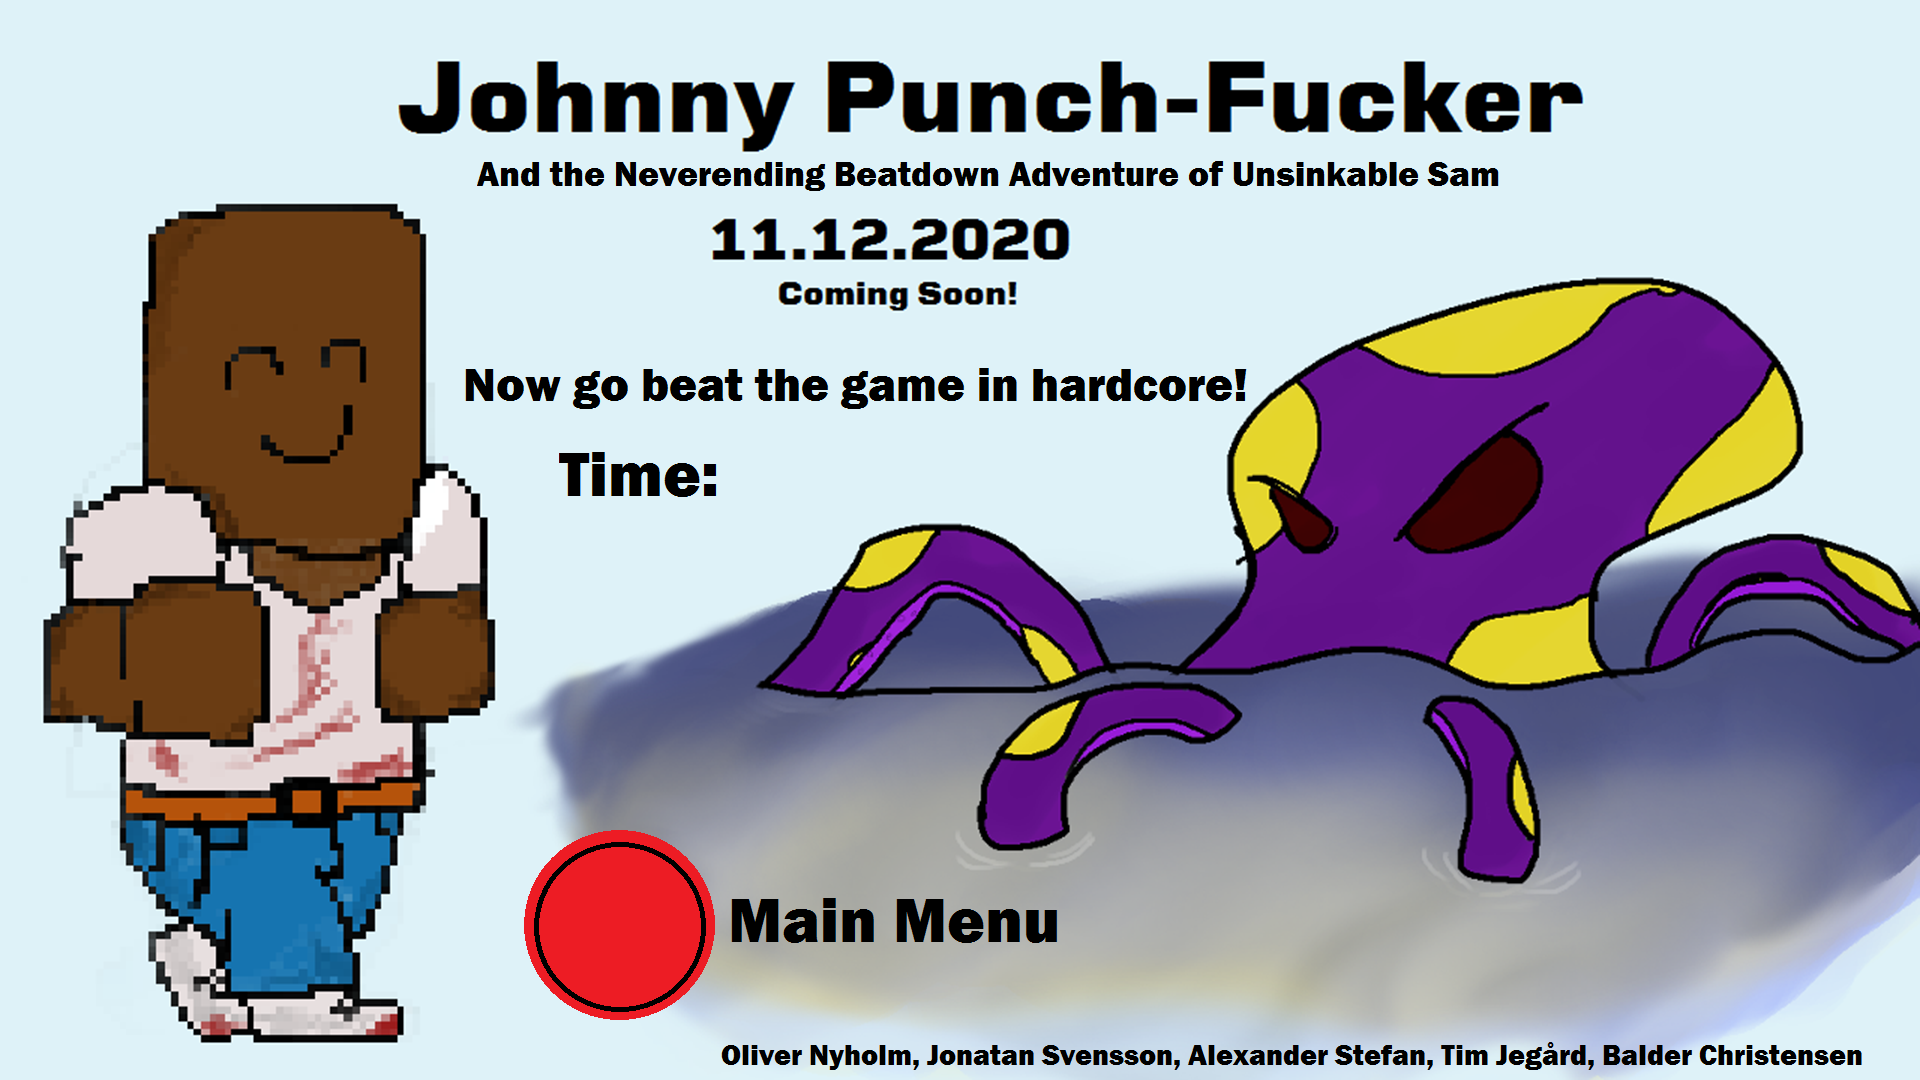 Johnny Punch-Fucker
And the Neverending Beatdown Adventure of Unsinkable Sam
11.12.2020
Coming Soon!
Now go beat the game in hardcore!
Time:
Main Menu
Oliver Nyholm, Jonatan Svensson, Alexander Stefan, Tim Jegård, Balder Christensen